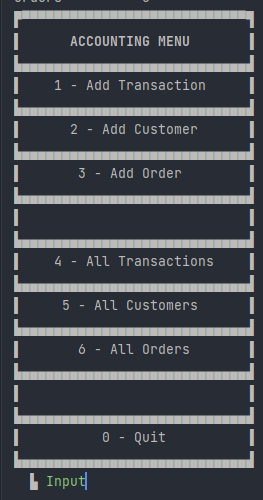 ACCOUNTING MENU
1 - Add Transaction
2 - Add Customer
3 - Add Order
4 - All Transactions
5 - All Customers
6 - All Orders
0 - Quit
Input